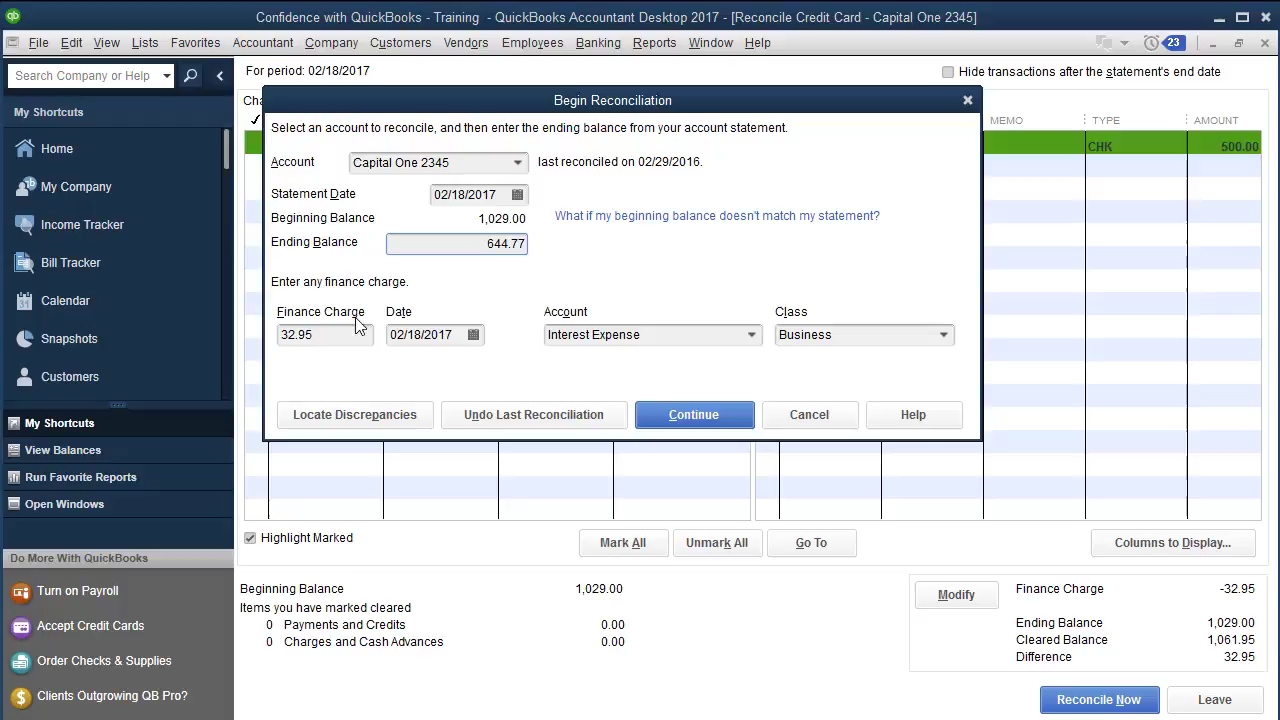 Confidence with QuickBooks - Training - QuickBooks Accountant Desktop 2017 - [Reconcile Credit Card - Capital One 2345]
File Edit View Lists Favorites Accountant Company Customers Vendors Employees Banking Reports Window Help 23
Search Company or Help
For period: 02/18/2017
Hide transactions after the statement's end date
My Shortcuts
Home
My Company
Income Tracker
Bill Tracker
Calendar
Snapshots
Customers
My Shortcuts
View Balances
Run Favorite Reports
Open Windows
Do More With QuickBooks
Turn on Payroll
Accept Credit Cards
Order Checks & Supplies
Clients Outgrowing QB Pro?
Begin Reconciliation
MEMO TYPE AMOUNT
CHK 500.00
Select an account to reconcile, and then enter the ending balance from your account statement.
Account Capital One 2345 last reconciled on 02/29/2016.
Statement Date 02/18/2017
Beginning Balance 1,029.00 What if my beginning balance doesn't match my statement?
Ending Balance 644.77
Enter any finance charge.
Finance Charge Date Account Class
32.95 02/18/2017 Interest Expense Business
Locate Discrepancies Undo Last Reconciliation Continue Cancel Help
Highlight Marked Mark All Unmark All Go To Columns to Display...
Beginning Balance 1,029.00
Items you have marked cleared
0 Payments and Credits 0.00
0 Charges and Cash Advances 0.00
Modify
Finance Charge -32.95
Ending Balance 1,029.00
Cleared Balance 1,061.95
Difference 32.95
Reconcile Now Leave